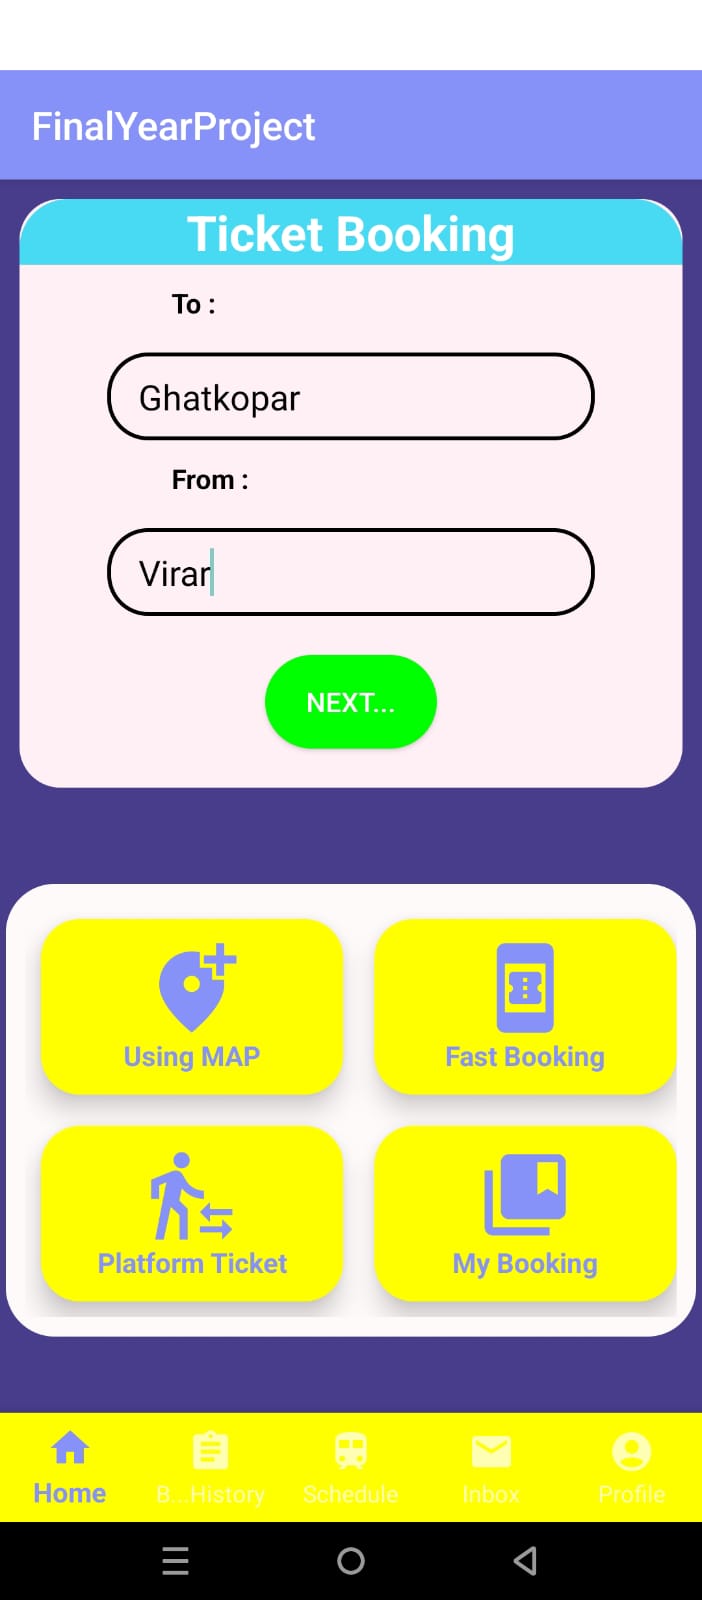 FinalYearProject
Ticket Booking
To :
Ghatkopar
From :
Virar
NEXT...
Using MAP
Fast Booking
Platform Ticket
My Booking
Home
B...History
Schedule
Inbox
Profile